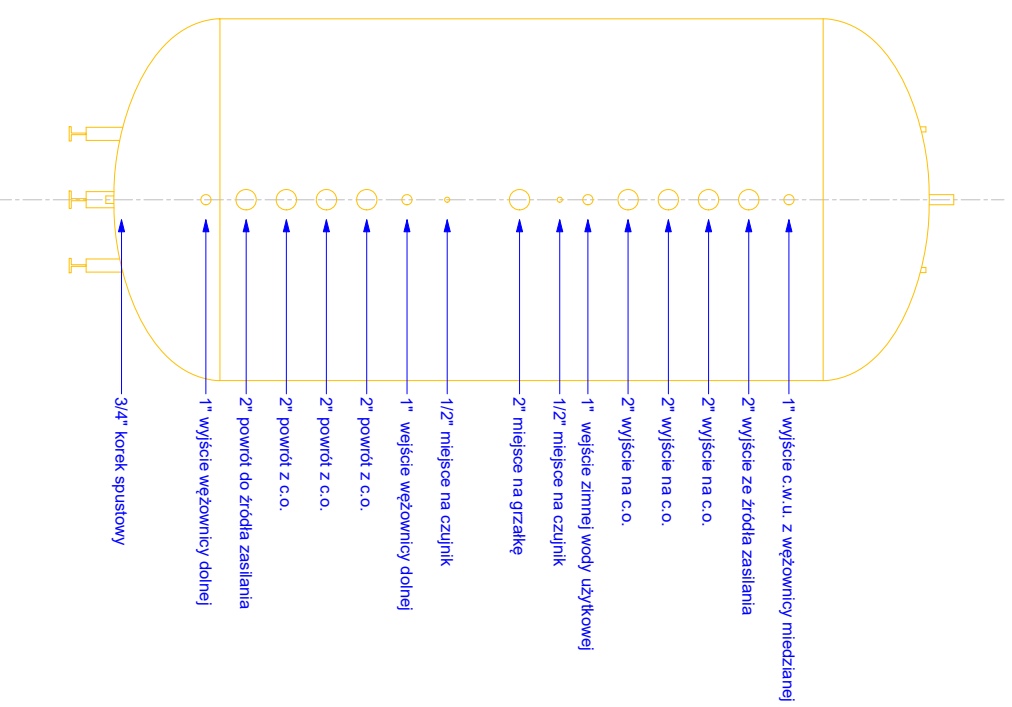 3/4" korek spustowy
1" wyjście wężownicy dolnej
2" powrót do źródła zasilania
2" powrót z c.o.
2" powrót z c.o.
2" powrót z c.o.
1" wejście wężownicy dolnej
1/2" miejsce na czujnik
2" miejsce na grzałkę
1/2" miejsce na czujnik
1" wejście zimnej wody użytkowej
2" wyjście na c.o.
2" wyjście na c.o.
2" wyjście na c.o.
2" wyjście ze źródła zasilania
1" wyjście c.w.u. z wężownicy miedzianej